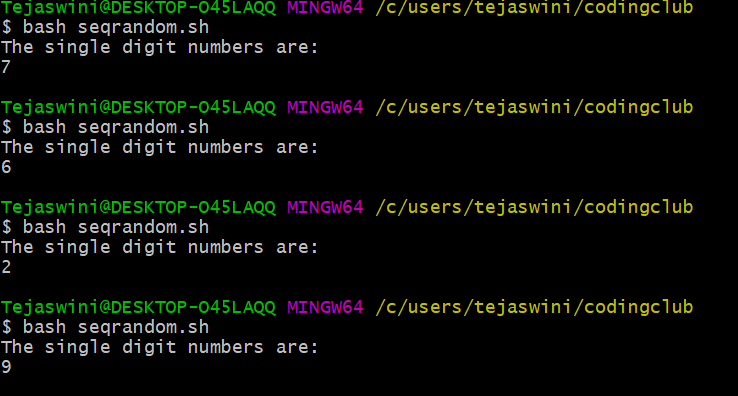 Tejaswini@DESKTOP-O45LAQQ MINGW64 /c/users/tejaswini/codingclub
$ bash seqrandom.sh
The single digit numbers are:
7
Tejaswini@DESKTOP-O45LAQQ MINGW64 /c/users/tejaswini/codingclub
$ bash seqrandom.sh
The single digit numbers are:
6
Tejaswini@DESKTOP-O45LAQQ MINGW64 /c/users/tejaswini/codingclub
$ bash seqrandom.sh
The single digit numbers are:
2
Tejaswini@DESKTOP-O45LAQQ MINGW64 /c/users/tejaswini/codingclub
$ bash seqrandom.sh
The single digit numbers are:
9